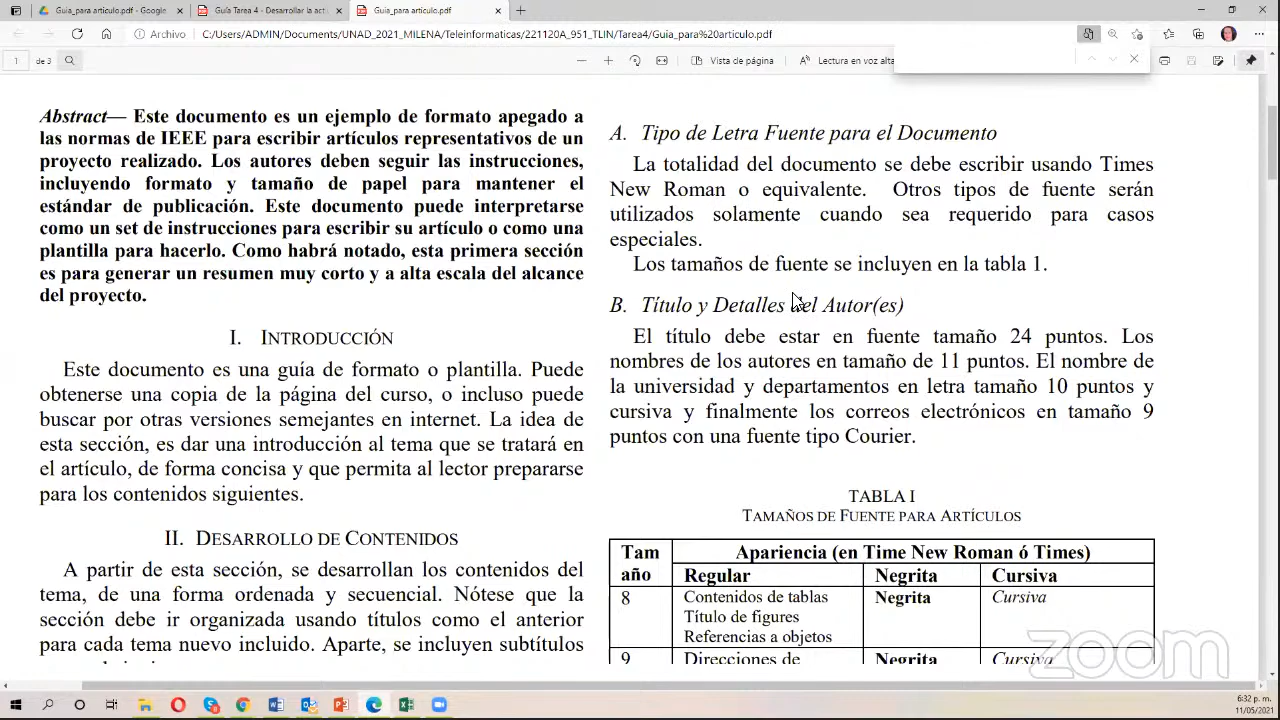 Guia_para articulo.pdf - Google
Guía Tarea 4 - Desarrollar la acti
Guia_para articulo.pdf
Archivo
C:/Users/ADMIN/Documents/UNAD_2021_MILENA/Teleinformaticas/221120A_951_TLIN/Tarea4/Guia_para%20articulo.pdf
1
de 3
Vista de página
Lectura en voz alta
Abstract— Este documento es un ejemplo de formato apegado a
las normas de IEEE para escribir artículos representativos de un
proyecto realizado. Los autores deben seguir las instrucciones,
incluyendo formato y tamaño de papel para mantener el
estándar de publicación. Este documento puede interpretarse
como un set de instrucciones para escribir su artículo o como una
plantilla para hacerlo. Como habrá notado, esta primera sección
es para generar un resumen muy corto y a alta escala del alcance
del proyecto.
I. INTRODUCCIÓN
Este documento es una guía de formato o plantilla. Puede
obtenerse una copia de la página del curso, o incluso puede
buscar por otras versiones semejantes en internet. La idea de
esta sección, es dar una introducción al tema que se tratará en
el artículo, de forma concisa y que permita al lector prepararse
para los contenidos siguientes.
II. DESARROLLO DE CONTENIDOS
A partir de esta sección, se desarrollan los contenidos del
tema, de una forma ordenada y secuencial. Nótese que la
sección debe ir organizada usando títulos como el anterior
para cada tema nuevo incluido. Aparte, se incluyen subtítulos
A. Tipo de Letra Fuente para el Documento
La totalidad del documento se debe escribir usando Times
New Roman o equivalente. Otros tipos de fuente serán
utilizados solamente cuando sea requerido para casos
especiales.
Los tamaños de fuente se incluyen en la tabla 1.
B. Título y Detalles del Autor(es)
El título debe estar en fuente tamaño 24 puntos. Los
nombres de los autores en tamaño de 11 puntos. El nombre de
la universidad y departamentos en letra tamaño 10 puntos y
cursiva y finalmente los correos electrónicos en tamaño 9
puntos con una fuente tipo Courier.
TABLA I
TAMAÑOS DE FUENTE PARA ARTÍCULOS
Tam
año
Apariencia (en Time New Roman ó Times)
Regular
Negrita
Cursiva
8
Contenidos de tablas
Título de figures
Referencias a objetos
Negrita
Cursiva
9
Direcciones de
Negrita
Cursiva
zoom
6:32 p. m.
11/05/2021